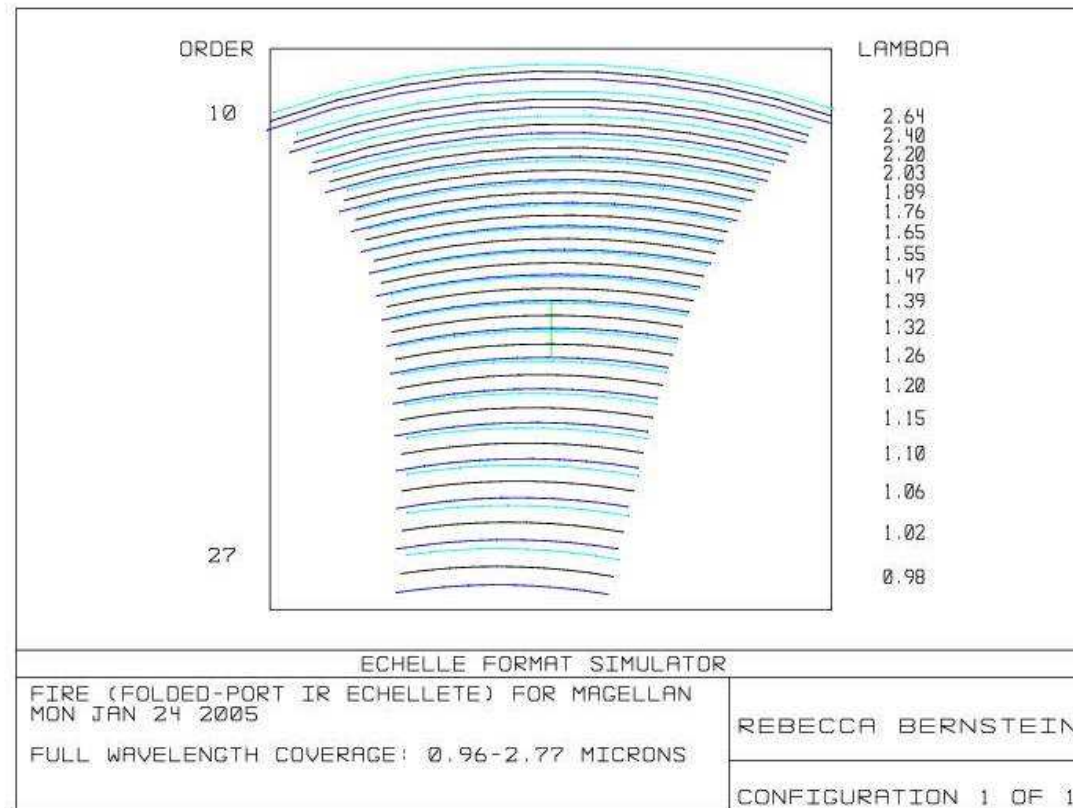 ORDER
LAMBDA
10
2.64
2.40
2.20
2.03
1.89
1.76
1.65
1.55
1.47
1.39
1.32
1.26
1.20
1.15
1.10
1.06
1.02
27
0.98
ECHELLE FORMAT SIMULATOR
FIRE (FOLDED-PORT IR ECHELLETE) FOR MAGELLAN
MON JAN 24 2005
FULL WAVELENGTH COVERAGE: 0.96-2.77 MICRONS
REBECCA BERNSTEIN
CONFIGURATION 1 OF 1